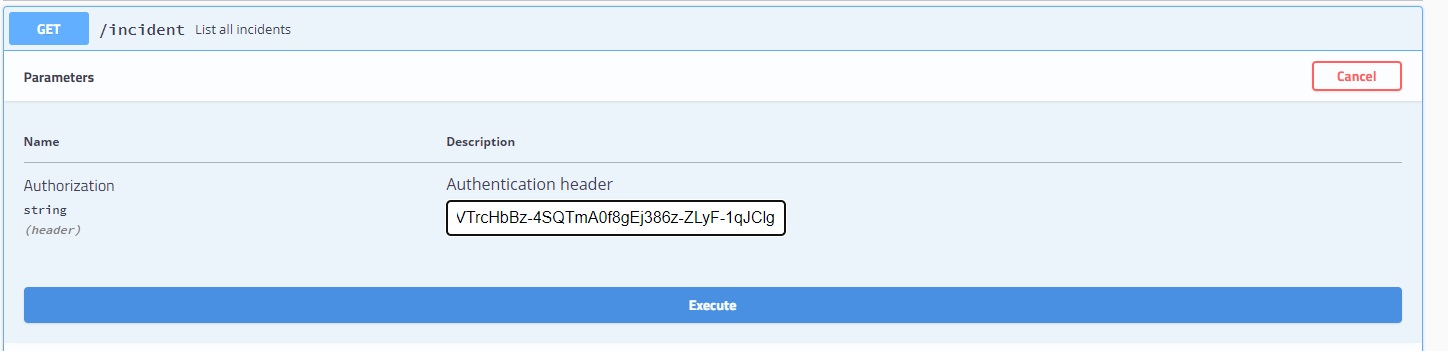 GET /incident List all incidents
Parameters Cancel
Name Description
Authorization Authentication header
string VTrcHbBz-4SQTmA0f8gEj386z-ZLyF-1qJClg
(header)
Execute